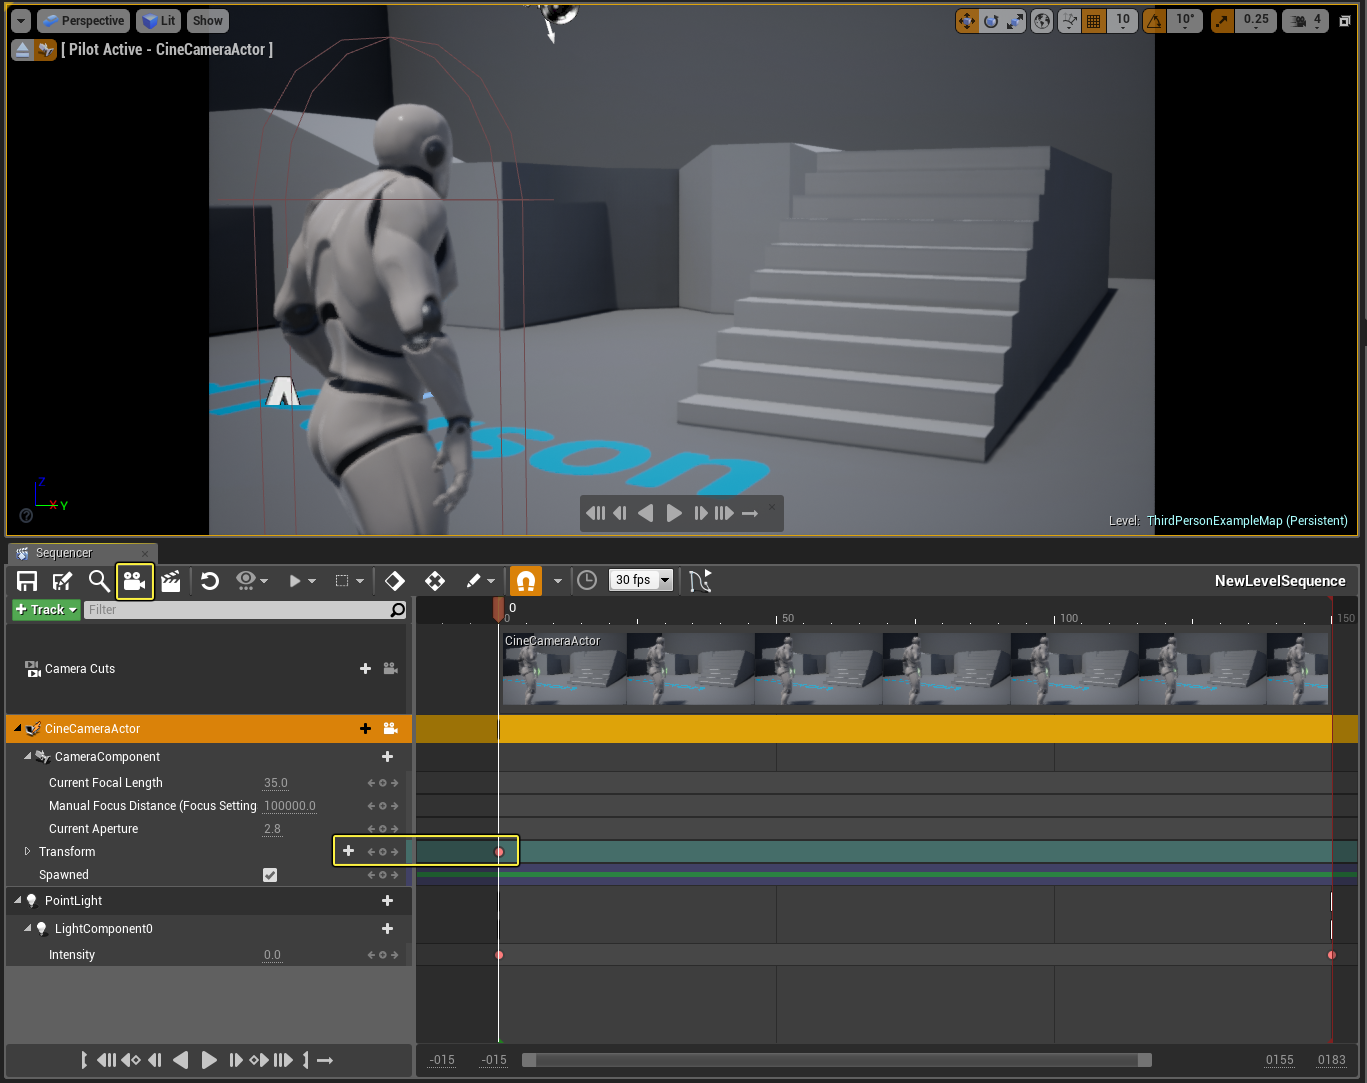 Perspective Lit Show 10 10° 0.25 4
[ Pilot Active - CineCameraActor ]
son
Z
X Y
Level: ThirdPersonExampleMap (Persistent)
Sequencer
30 fps NewLevelSequence
+ Track Filter
0
0 50 100 150
CineCameraActor
Camera Cuts
CineCameraActor
CameraComponent
Current Focal Length 35.0
Manual Focus Distance (Focus Setting 100000.0
Current Aperture 2.8
Transform
Spawned
PointLight
LightComponent0
Intensity 0.0
-015 -015 0155 0183